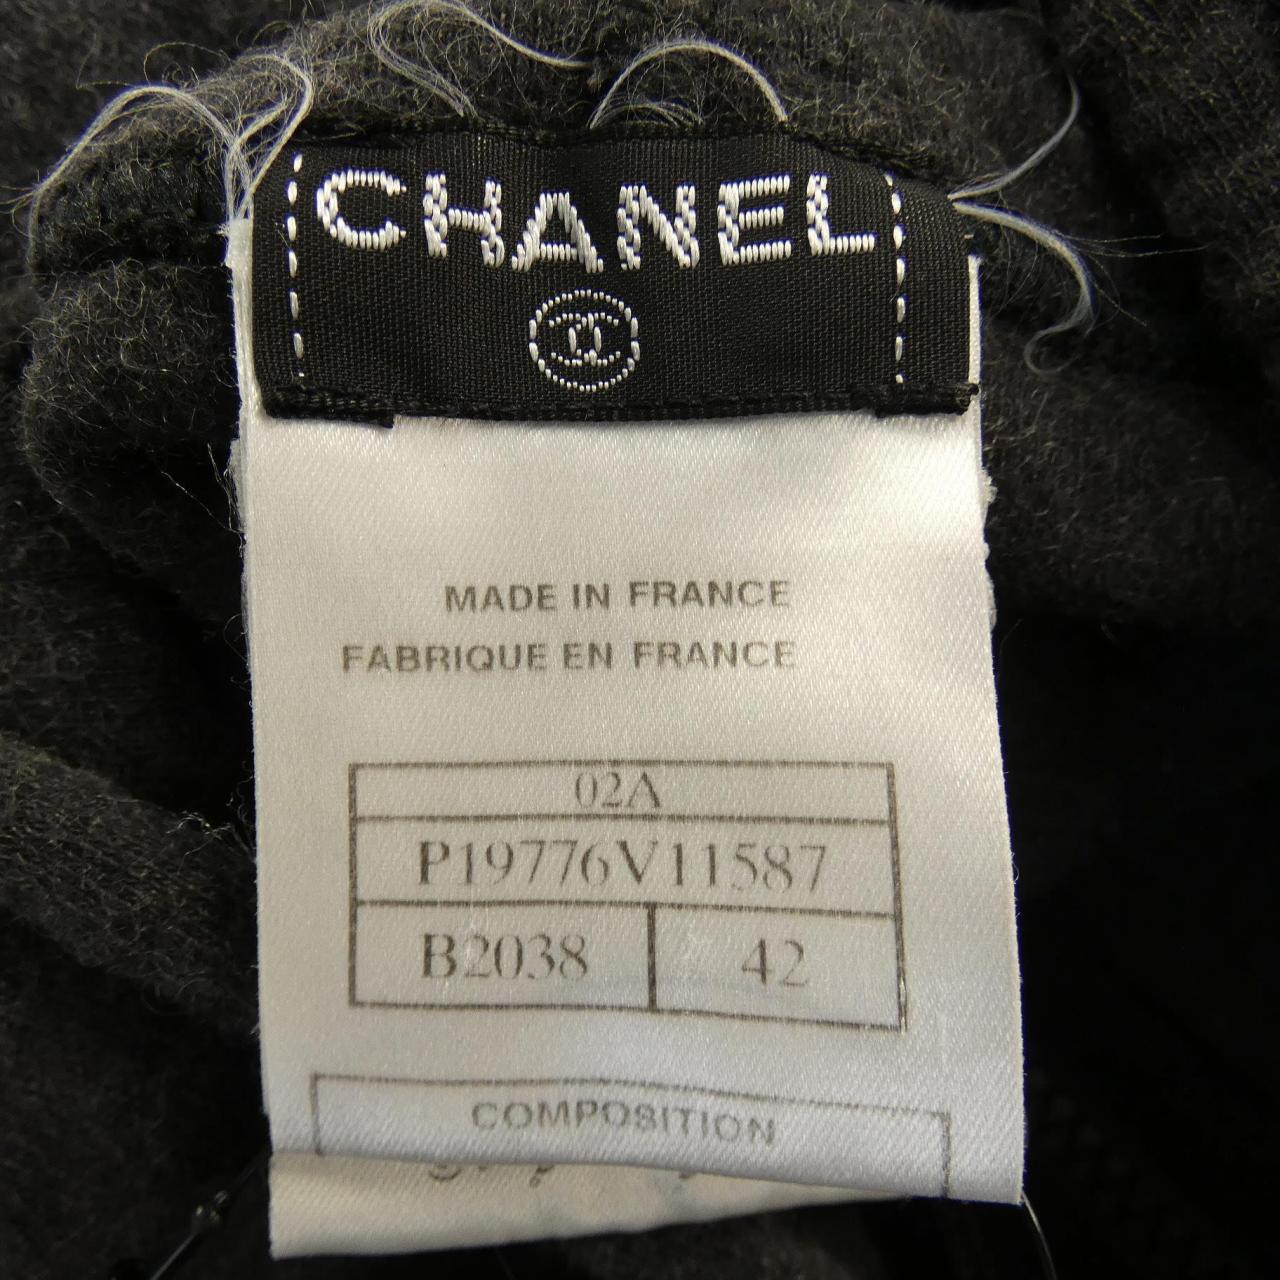 CHANEL
MADE IN FRANCE
FABRIQUE EN FRANCE
02A
P19776V11587
B2038 42
COMPOSITION